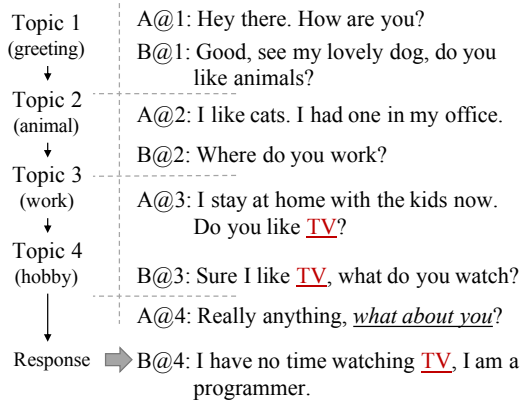 Topic 1
(greeting)
A@1: Hey there. How are you?
B@1: Good, see my lovely dog, do you
like animals?
Topic 2
(animal)
A@2: I like cats. I had one in my office.
B@2: Where do you work?
Topic 3
(work)
A@3: I stay at home with the kids now.
Do you like TV?
Topic 4
(hobby)
B@3: Sure I like TV, what do you watch?
A@4: Really anything, what about you?
Response
B@4: I have no time watching TV, I am a
programmer.